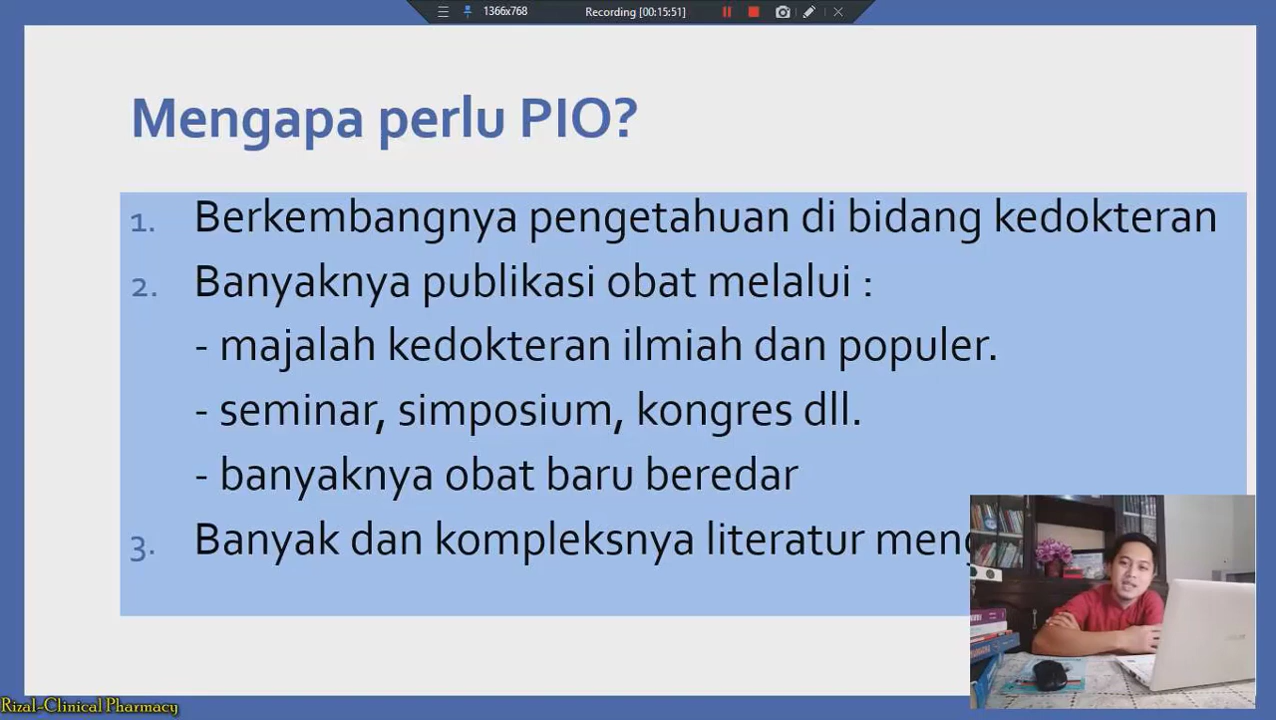 1366x768
Recording [00:15:51]
Mengapa perlu PIO?
1. Berkembangnya pengetahuan di bidang kedokteran
2. Banyaknya publikasi obat melalui :
- majalah kedokteran ilmiah dan populer.
- seminar, simposium, kongres dll.
- banyaknya obat baru beredar
3. Banyak dan kompleksnya literatur
Rizal-Clinical Pharmacy